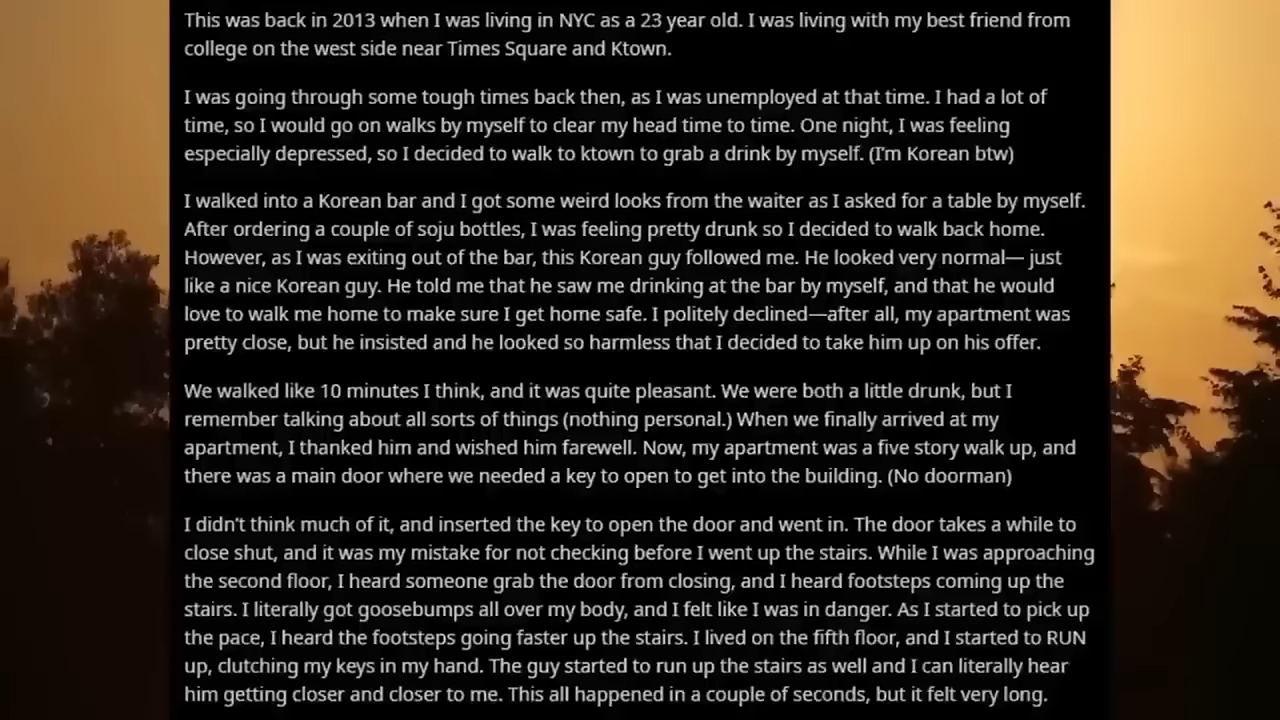 This was back in 2013 when I was living in NYC as a 23 year old. I was living with my best friend from
college on the west side near Times Square and Ktown.
I was going through some tough times back then, as I was unemployed at that time. I had a lot of
time, so I would go on walks by myself to clear my head time to time. One night, I was feeling
especially depressed, so I decided to walk to ktown to grab a drink by myself. (I'm Korean btw)
I walked into a Korean bar and I got some weird looks from the waiter as I asked for a table by myself.
After ordering a couple of soju bottles, I was feeling pretty drunk so I decided to walk back home.
However, as I was exiting out of the bar, this Korean guy followed me. He looked very normal— just
like a nice Korean guy. He told me that he saw me drinking at the bar by myself, and that he would
love to walk me home to make sure I get home safe. I politely declined—after all, my apartment was
pretty close, but he insisted and he looked so harmless that I decided to take him up on his offer.
We walked like 10 minutes I think, and it was quite pleasant. We were both a little drunk, but I
remember talking about all sorts of things (nothing personal.) When we finally arrived at my
apartment, I thanked him and wished him farewell. Now, my apartment was a five story walk up, and
there was a main door where we needed a key to open to get into the building. (No doorman)
I didn't think much of it, and inserted the key to open the door and went in. The door takes a while to
close shut, and it was my mistake for not checking before I went up the stairs. While I was approaching
the second floor, I heard someone grab the door from closing, and I heard footsteps coming up the
stairs. I literally got goosebumps all over my body, and I felt like I was in danger. As I started to pick up
the pace, I heard the footsteps going faster up the stairs. I lived on the fifth floor, and I started to RUN
up, clutching my keys in my hand. The guy started to run up the stairs as well and I can literally hear
him getting closer and closer to me. This all happened in a couple of seconds, but it felt very long.